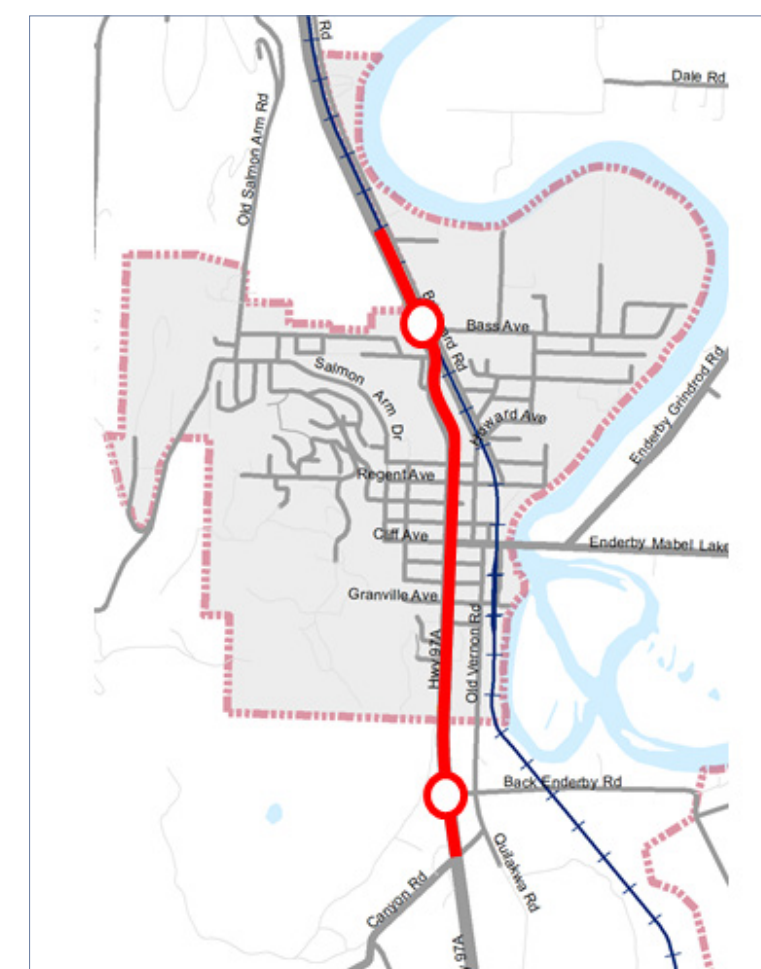 Rd
Dale Rd
Old Salmon Arm Rd
Bass Ave
Salmon Arm Dr
Howard Ave
Enderby Grindrod Rd
Regent Ave
Cliff Ave
Enderby Mabel Lake
Granville Ave
Hwy 97A
Old Vernon Rd
Back Enderby Rd
Quilakwa Rd
Canyon Rd
97A